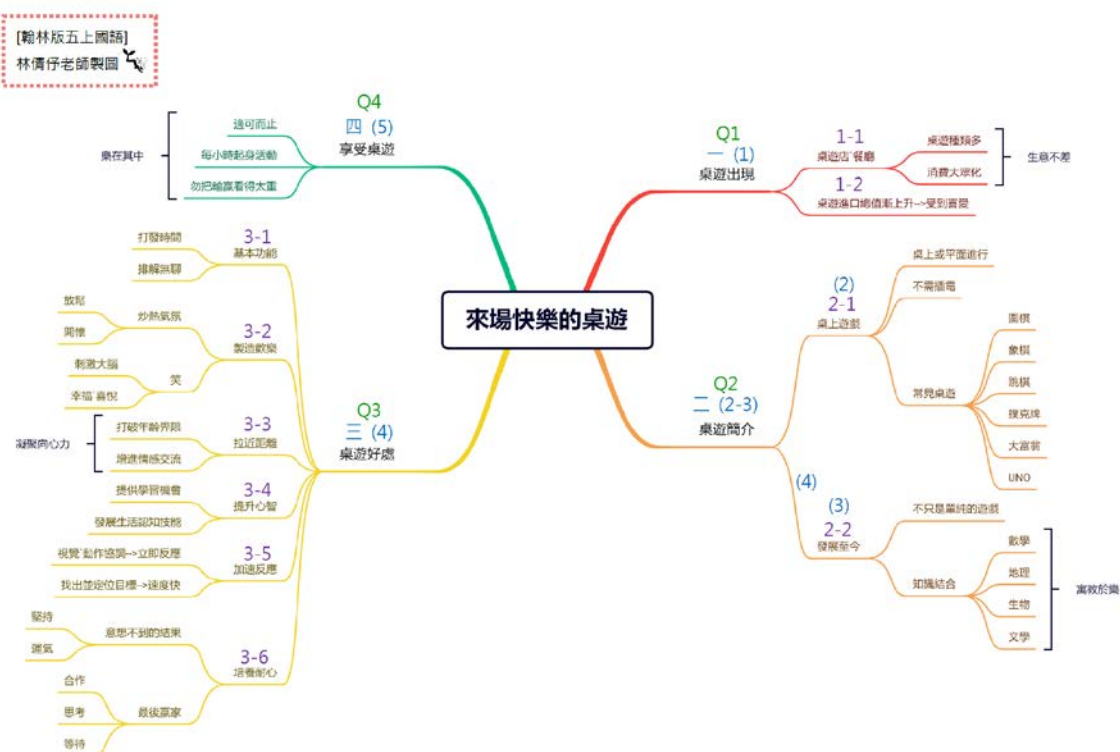 [翰林版五上國語]
林倩伃老師製圖
來場快樂的桌遊
Q1
一 (1)
桌遊出現
1-1
桌遊店˙餐廳
桌遊種類多
消費大眾化
生意不差
1-2
桌遊進口總值漸上升-->受到喜愛
Q2
二 (2-3)
桌遊簡介
(2)
2-1
桌上遊戲
桌上或平面進行
不需插電
常見桌遊
圍棋
象棋
跳棋
撲克牌
大富翁
UNO
(4)
(3)
2-2
發展至今
不只是單純的遊戲
知識結合
數學
地理
生物
文學
寓教於樂
Q3
三 (4)
桌遊好處
3-1
基本功能
打發時間
排解無聊
3-2
製造歡樂
炒熱氣氛
放鬆
開懷
笑
刺激大腦
幸福˙喜悅
3-3
拉近距離
打破年齡界限
增進情感交流
凝聚向心力
3-4
提升心智
提供學習機會
發展生活認知技能
3-5
加速反應
視覺˙動作協調-->立即反應
找出並定位目標-->速度快
3-6
培養耐心
意想不到的結果
堅持
運氣
最後贏家
合作
思考
等待
Q4
四 (5)
享受桌遊
適可而止
每小時起身活動
勿把輸贏看得太重
樂在其中